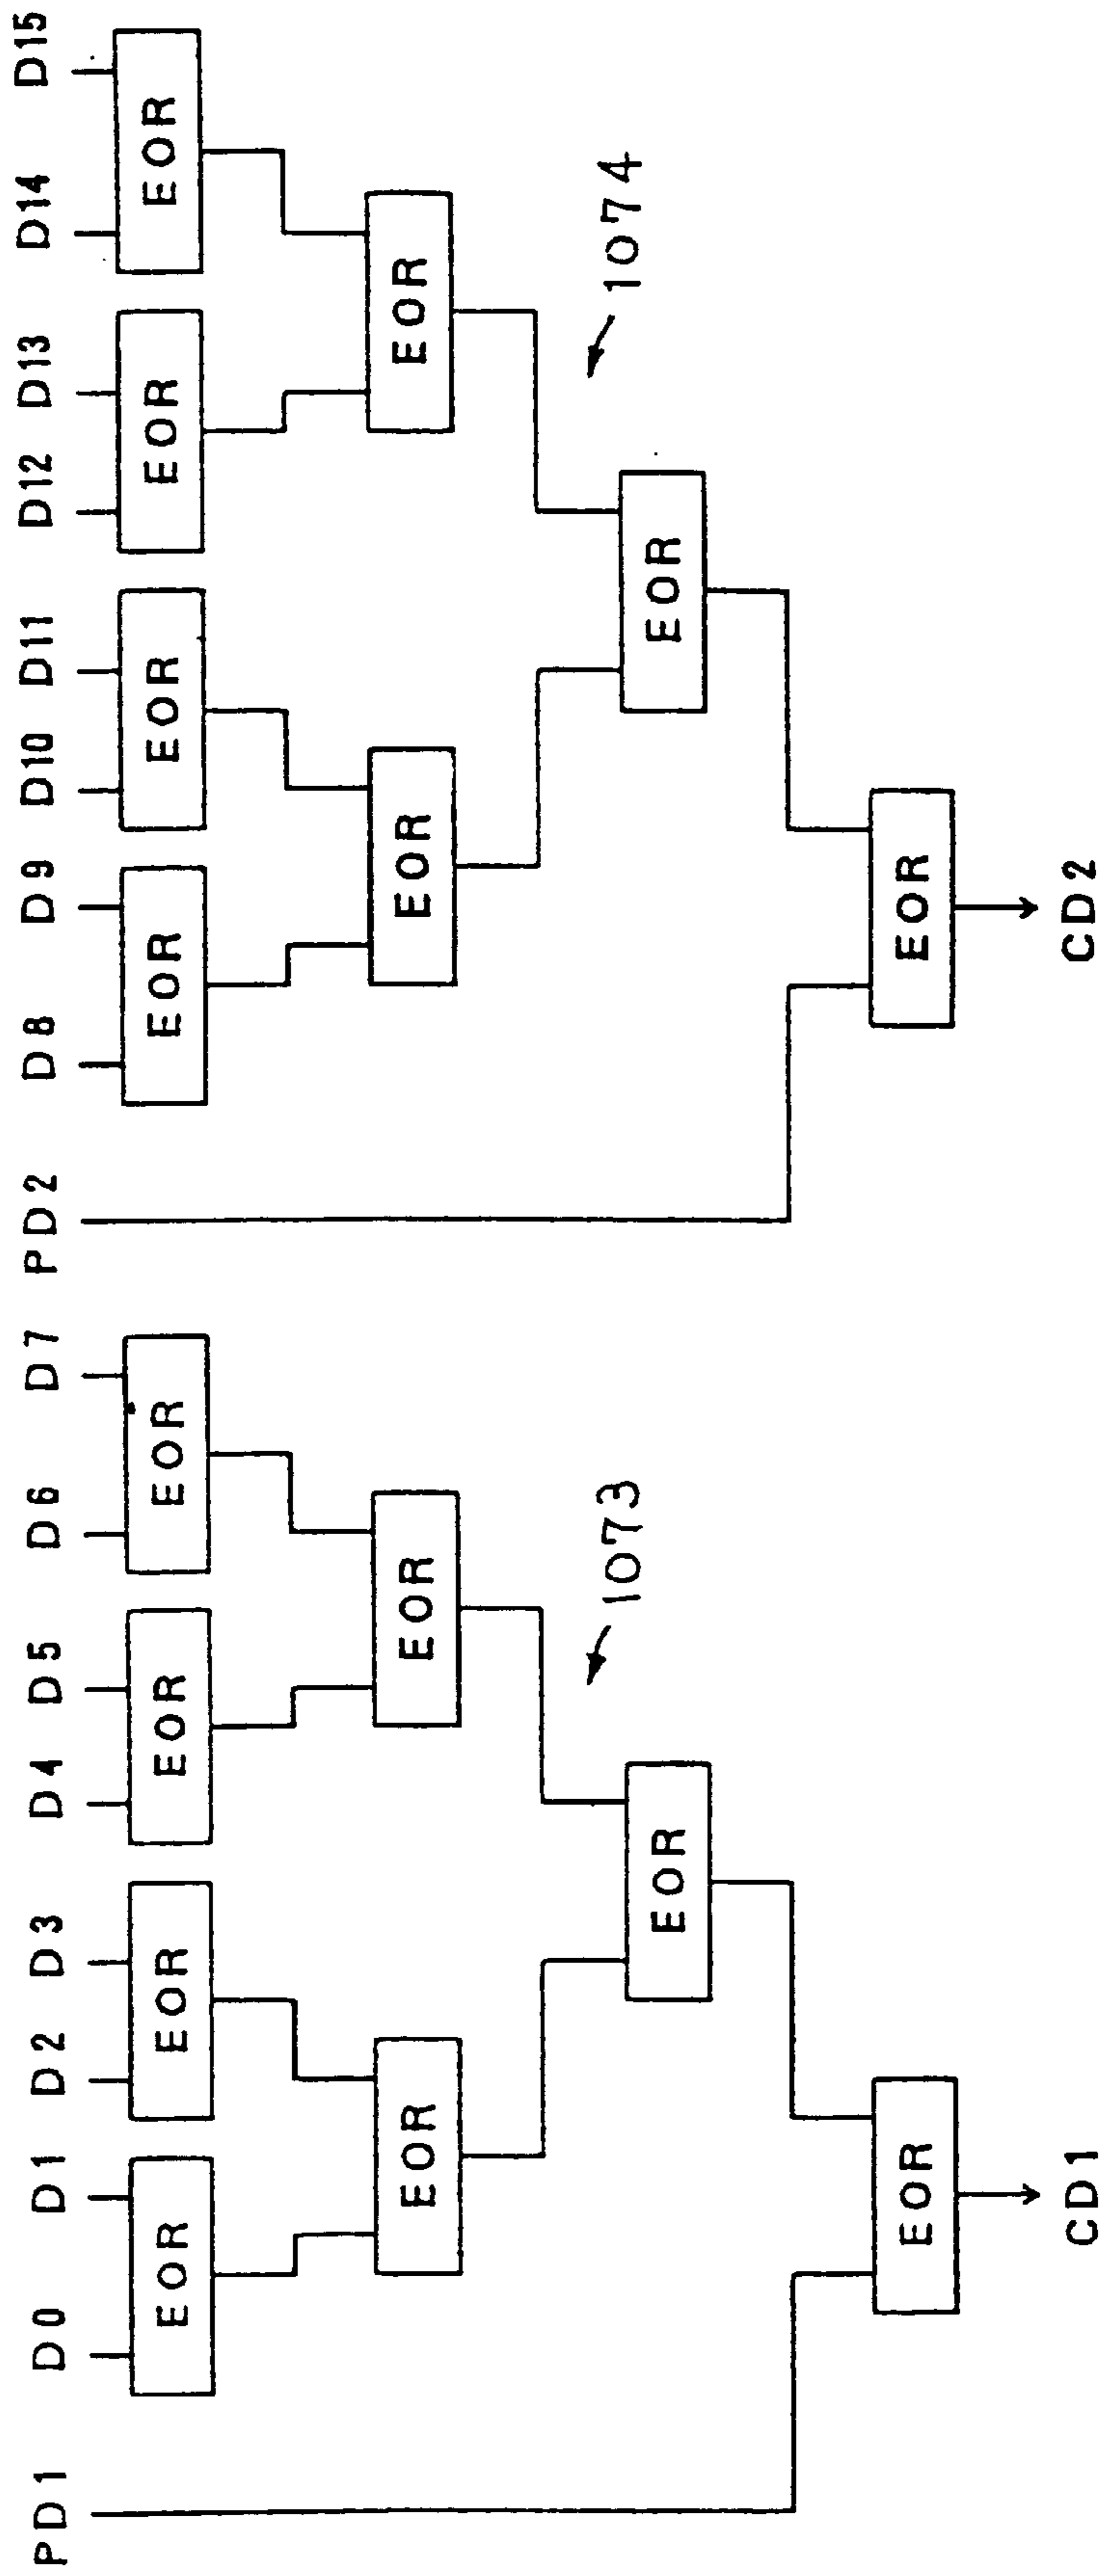 PD1 D0 D1 D2 D3 D4 D5 D6 D7 PD2 D8 D9 D10 D11 D12 D13 D14 D15
EOR EOR EOR EOR EOR EOR EOR EOR
EOR EOR EOR EOR
1073 1074
EOR EOR
EOR EOR
CD1 CD2